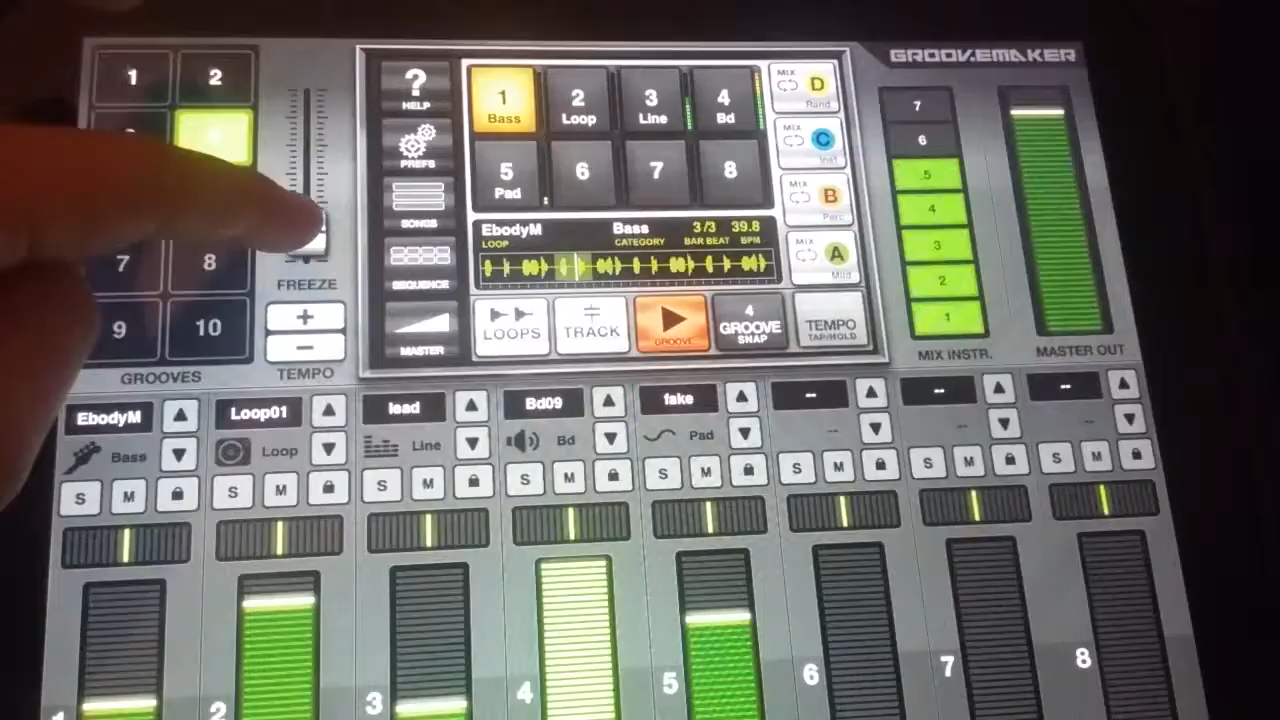 GROOVEMAKER
1
2
7
8
9
10
GROOVES
FREEZE
+
-
TEMPO
?
HELP
PREFS
SONGS
SEQUENCE
MASTER
1
Bass
2
Loop
3
Line
4
Bd
5
Pad
6
7
8
EbodyM Bass 3/3 39.8
LOOP CATEGORY BAR BEAT BPM
LOOPS
TRACK
GROOVE
4
GROOVE
SNAP
TEMPO
TAP/HOLD
MIX D
Rand
MIX C
Inst
MIX B
Perc
MIX A
Mild
7
6
5
4
3
2
1
MIX INSTR.
MASTER OUT
EbodyM
Bass
S M
Loop01
Loop
S M
lead
Line
S M
Bd09
Bd
S M
fake
Pad
S M
--
--
S M
--
--
S M
--
--
S M
1
2
3
4
5
6
7
8